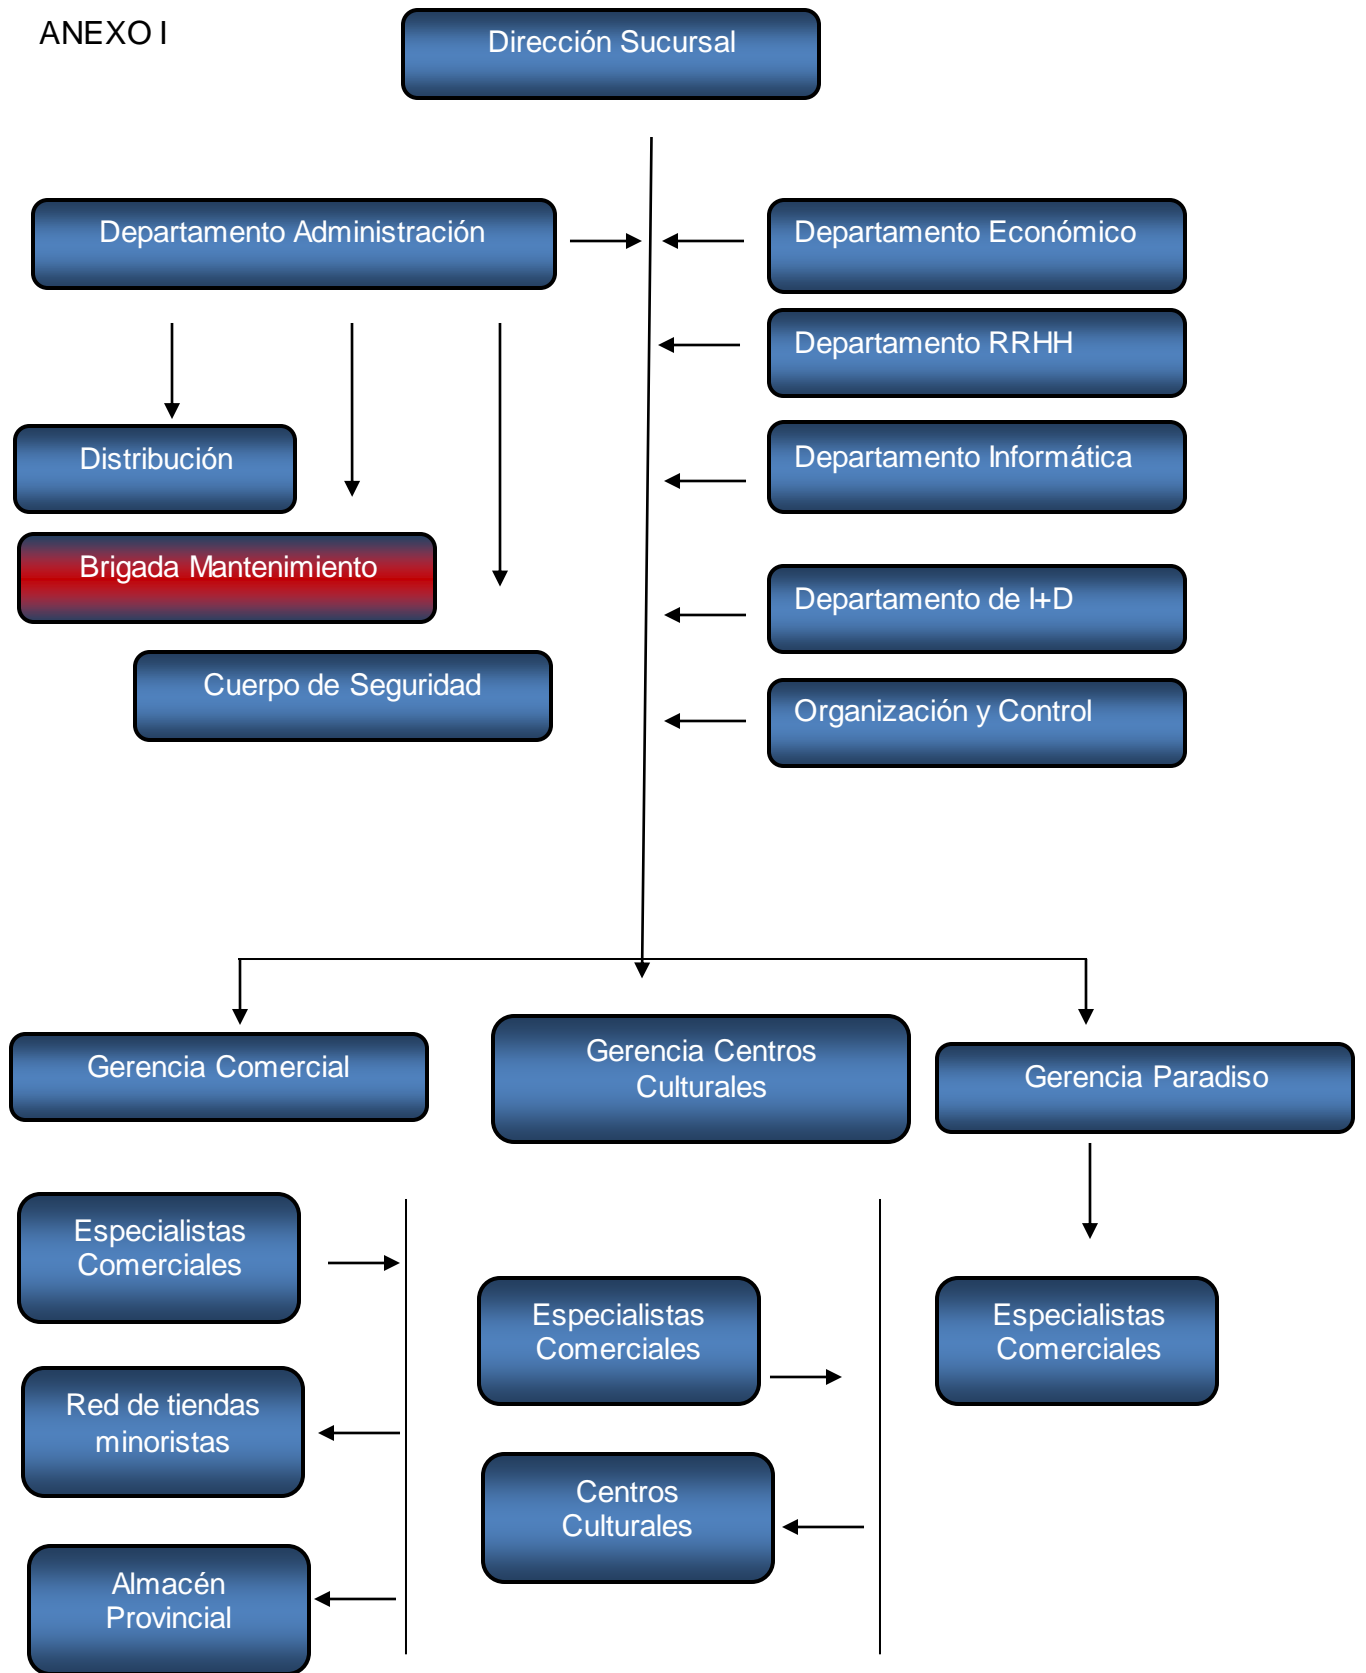 ANEXO I
Dirección Sucursal
Departamento Administración
Departamento Económico
Departamento RRHH
Distribución
Departamento Informática
Brigada Mantenimiento
Departamento de I+D
Cuerpo de Seguridad
Organización y Control
Gerencia Comercial
Gerencia Centros
Culturales
Gerencia Paradiso
Especialistas
Comerciales
Red de tiendas
minoristas
Almacén
Provincial
Especialistas
Comerciales
Centros
Culturales
Especialistas
Comerciales